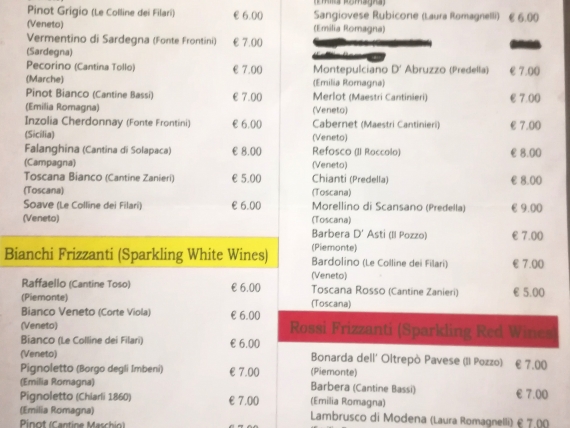 Pinot Grigio (Le Colline dei Filari) € 6.00
(Veneto)
Vermentino di Sardegna (Fonte Frontini) € 7.00
(Sardegna)
Pecorino (Cantina Tollo) € 7.00
(Marche)
Pinot Bianco (Cantine Bassi) € 7.00
(Emilia Romagna)
Inzolia Cherdonnay (Fonte Frontini) € 6.00
(Sicilia)
Falanghina (Cantina di Solapaca) € 8.00
(Campagna)
Toscana Bianco (Cantine Zanieri) € 5.00
(Toscana)
Soave (Le Colline dei Filari) € 6.00
(Veneto)
Bianchi Frizzanti (Sparkling White Wines)
Raffaello (Cantine Toso) € 6.00
(Piemonte)
Bianco Veneto (Corte Viola) € 6.00
(Veneto)
Bianco (Le Colline dei Filari) € 6.00
(Veneto)
Pignoletto (Borgo degli Imbeni) € 7.00
(Emilia Romagna)
Pignoletto (Chiarli 1860) € 7.00
(Emilia Romagna)
Pinot (Cantine Maschio) € 7.00
(Emilia Romagna)
Sangiovese Rubicone (Laura Romagnelli) € 6.00
(Emilia Romagna)
Montepulciano D' Abruzzo (Predella) € 7.00
(Emilia Romagna)
Merlot (Maestri Cantinieri) € 7.00
(Veneto)
Cabernet (Maestri Cantinieri) € 7.00
(Veneto)
Refosco (Il Roccolo) € 8.00
(Veneto)
Chianti (Predella) € 8.00
(Toscana)
Morellino di Scansano (Predella) € 9.00
(Toscana)
Barbera D' Asti (Il Pozzo) € 7.00
(Piemonte)
Bardolino (Le Colline dei Filari) € 7.00
(Veneto)
Toscana Rosso (Cantine Zanieri) € 5.00
(Toscana)
Rossi Frizzanti (Sparkling Red Wines)
Bonarda dell' Oltrepò Pavese (Il Pozzo) € 7.00
(Piemonte)
Barbera (Cantine Bassi) € 7.00
(Emilia Romagna)
Lambrusco di Modena (Laura Romagnelli) € 7.00